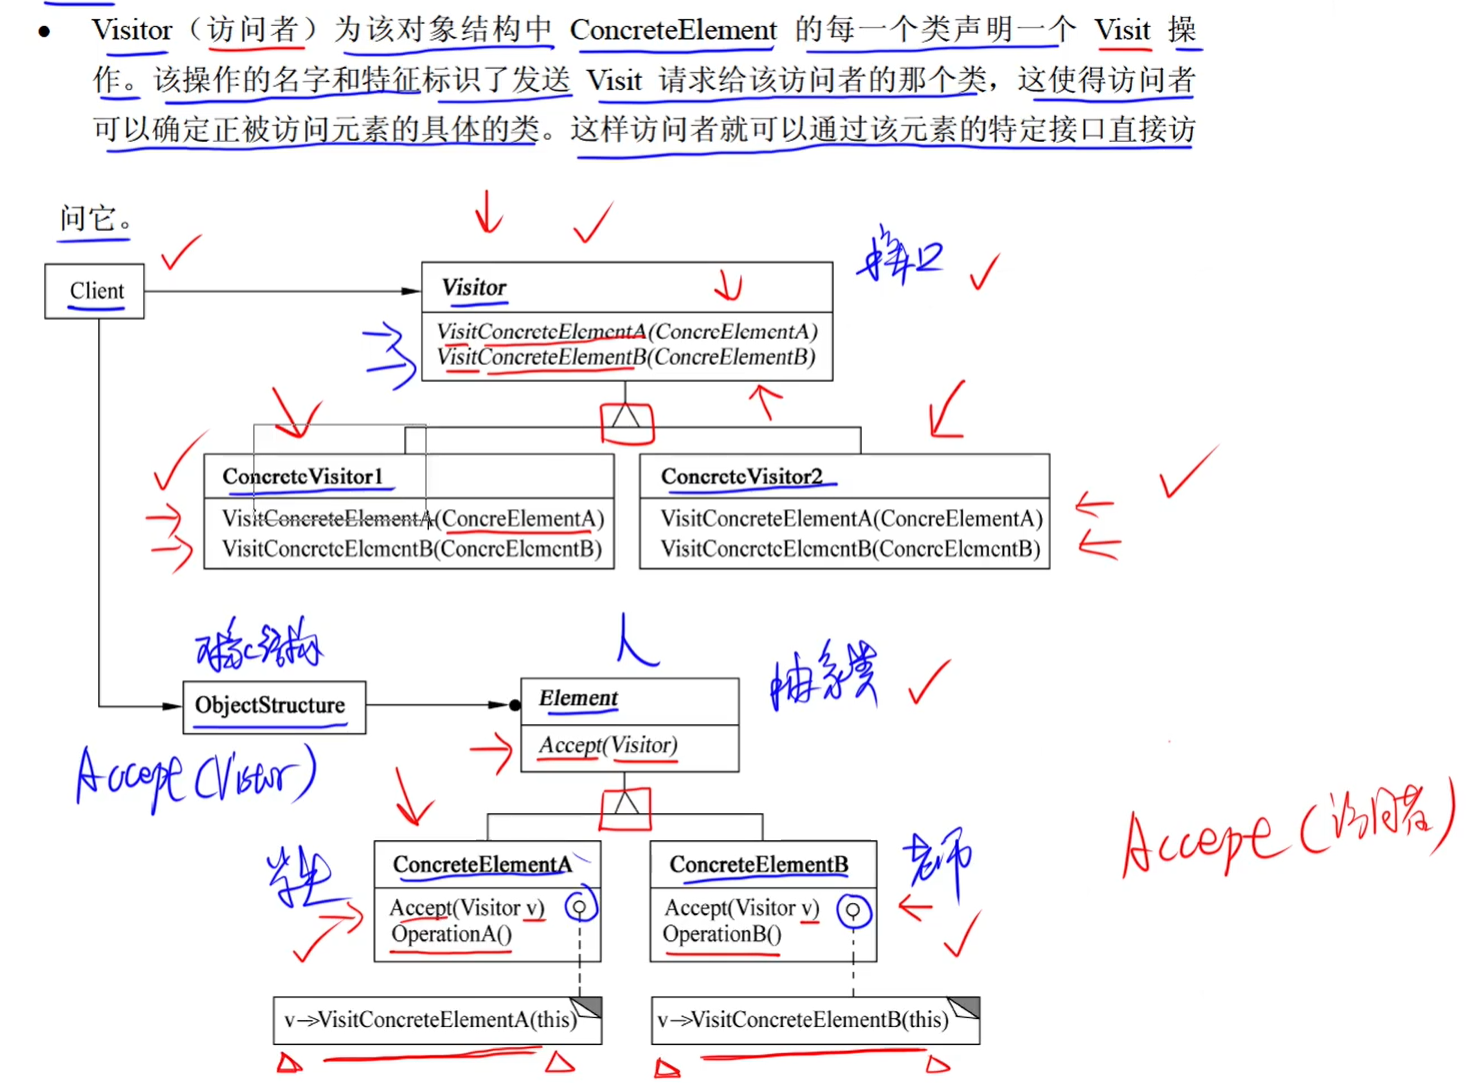 ● Visitor（访问者）为该对象结构中 ConcreteElement 的每一个类声明一个 Visit 操
作。该操作的名字和特征标识了发送 Visit 请求给该访问者的那个类，这使得访问者
可以确定正被访问元素的具体的类。这样访问者就可以通过该元素的特定接口直接访
问它。
Client
Visitor
接口
VisitConcreteElementA(ConcreElementA)
VisitConcreteElementB(ConcreElementB)
ConcreteVisitor1
VisitConcreteElementA(ConcreElementA)
VisitConcreteElementB(ConcreElementB)
ConcreteVisitor2
VisitConcreteElementA(ConcreElementA)
VisitConcreteElementB(ConcreElementB)
对象结构
人
ObjectStructure
Element
抽象类
Accept(Visitor)
Accept(Visitor)
Accept(访问者)
学生
ConcreteElementA
Accept(Visitor v)
OperationA()
ConcreteElementB
老师
Accept(Visitor v)
OperationB()
v->VisitConcreteElementA(this)
v->VisitConcreteElementB(this)